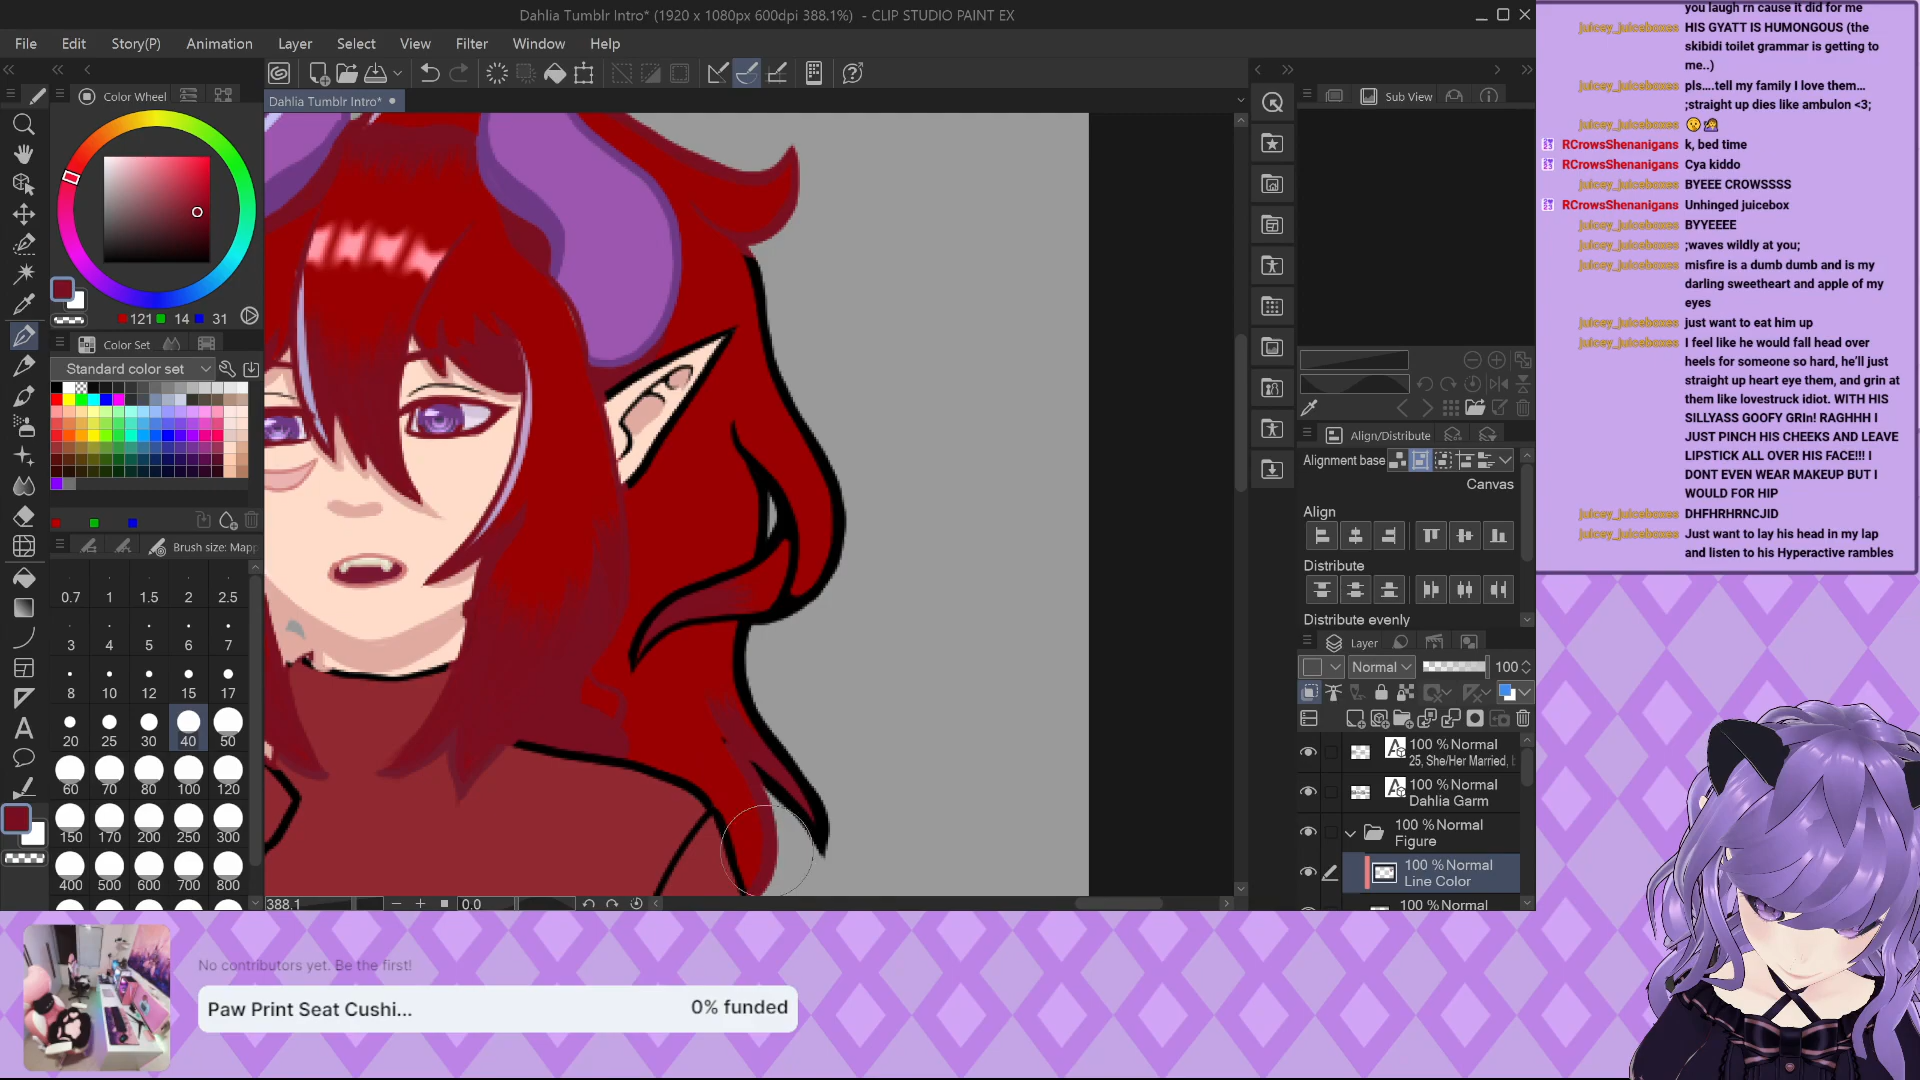 Dahlia Tumblr Intro* (1920 x 1080px 600dpi 388.1%) - CLIP STUDIO PAINT EX
File Edit Story(P) Animation Layer Select View Filter Window Help
Dahlia Tumblr Intro*
Color Wheel
121 14 31
Color Set
Standard color set
Brush size: Mapp
0.7 1 1.5 2 2.5
3 4 5 6 7
8 10 12 15 17
20 25 30 40 50
60 70 80 100 120
150 170 200 250 300
400 500 600 700 800
388.1
0.0
Sub View
Align/Distribute
Alignment base
Canvas
Align
Distribute
Distribute evenly
Layer
Normal 100
100 % Normal
25, She/Her Married,
100 % Normal
Dahlia Garm
100 % Normal
Figure
100 % Normal
Line Color
100 % Normal
you laugh rn cause it did for me
juicey_juiceboxes HIS GYATT IS HUMONGOUS (the
skibidi toilet grammar is getting to
me..)
juicey_juiceboxes pls....tell my family I love them...
;straight up dies like ambulon <3;
juicey_juiceboxes 😗 🤦‍♀️
RCrowsShenanigans k, bed time
RCrowsShenanigans Cya kiddo
juicey_juiceboxes BYEEE CROWSSSS
RCrowsShenanigans Unhinged juicebox
juicey_juiceboxes BYYEEEE
juicey_juiceboxes ;waves wildly at you;
juicey_juiceboxes misfire is a dumb dumb and is my
darling sweetheart and apple of my
eyes
juicey_juiceboxes just want to eat him up
juicey_juiceboxes I feel like he would fall head over
heels for someone so hard, he'll just
straight up heart eye them, and grin at
them like lovestruck idiot. WITH HIS
SILLYASS GOOFY GRIn! RAGHHH I
JUST PINCH HIS CHEEKS AND LEAVE
LIPSTICK ALL OVER HIS FACE!!! I
DONT EVEN WEAR MAKEUP BUT I
WOULD FOR HIP
juicey_juiceboxes DHFHRHRNCJID
juicey_juiceboxes Just want to lay his head in my lap
and listen to his Hyperactive rambles
No contributors yet. Be the first!
Paw Print Seat Cushi... 0% funded